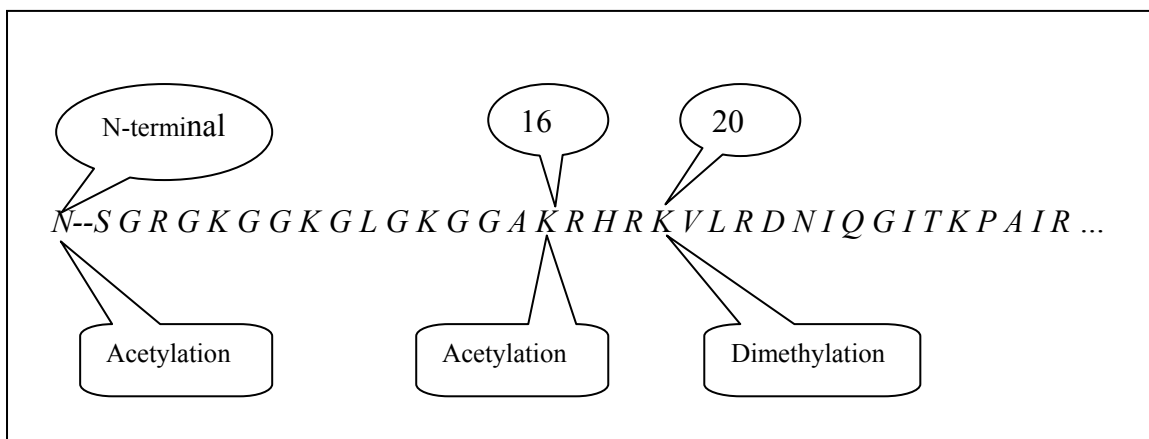 N-terminal 16 20
N--S G R G K G G K G L G K G G A K R H R K V L R D N I Q G I T K P A I R ...
Acetylation Acetylation Dimethylation